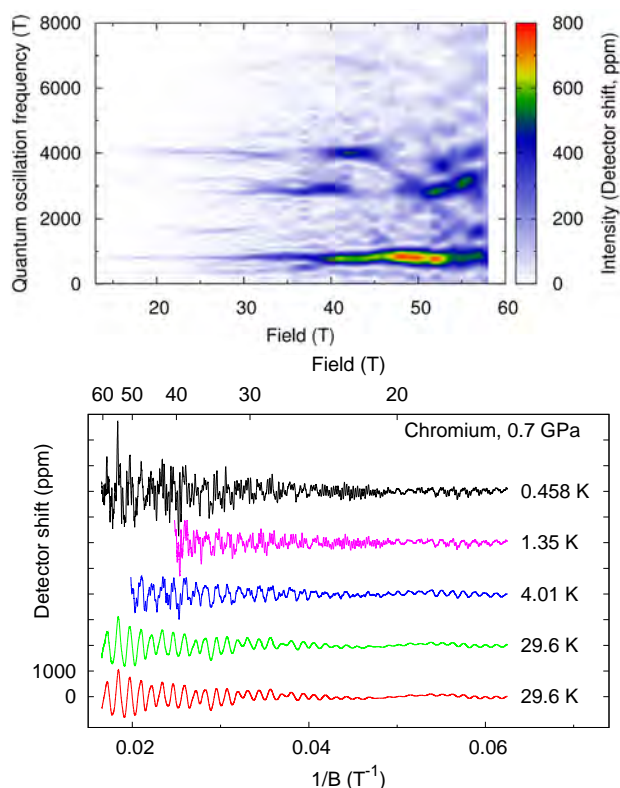 8000
6000
4000
2000
0
Quantum oscillation frequency (T)
20
30
40
50
60
Field (T)
800
600
400
200
0
Intensity (Detector shift, ppm)
Field (T)
60 50 40 30 20
Chromium, 0.7 GPa
0.458 K
1.35 K
4.01 K
29.6 K
29.6 K
Detector shift (ppm)
1000
0
0.02 0.04 0.06
1/B (T⁻¹)